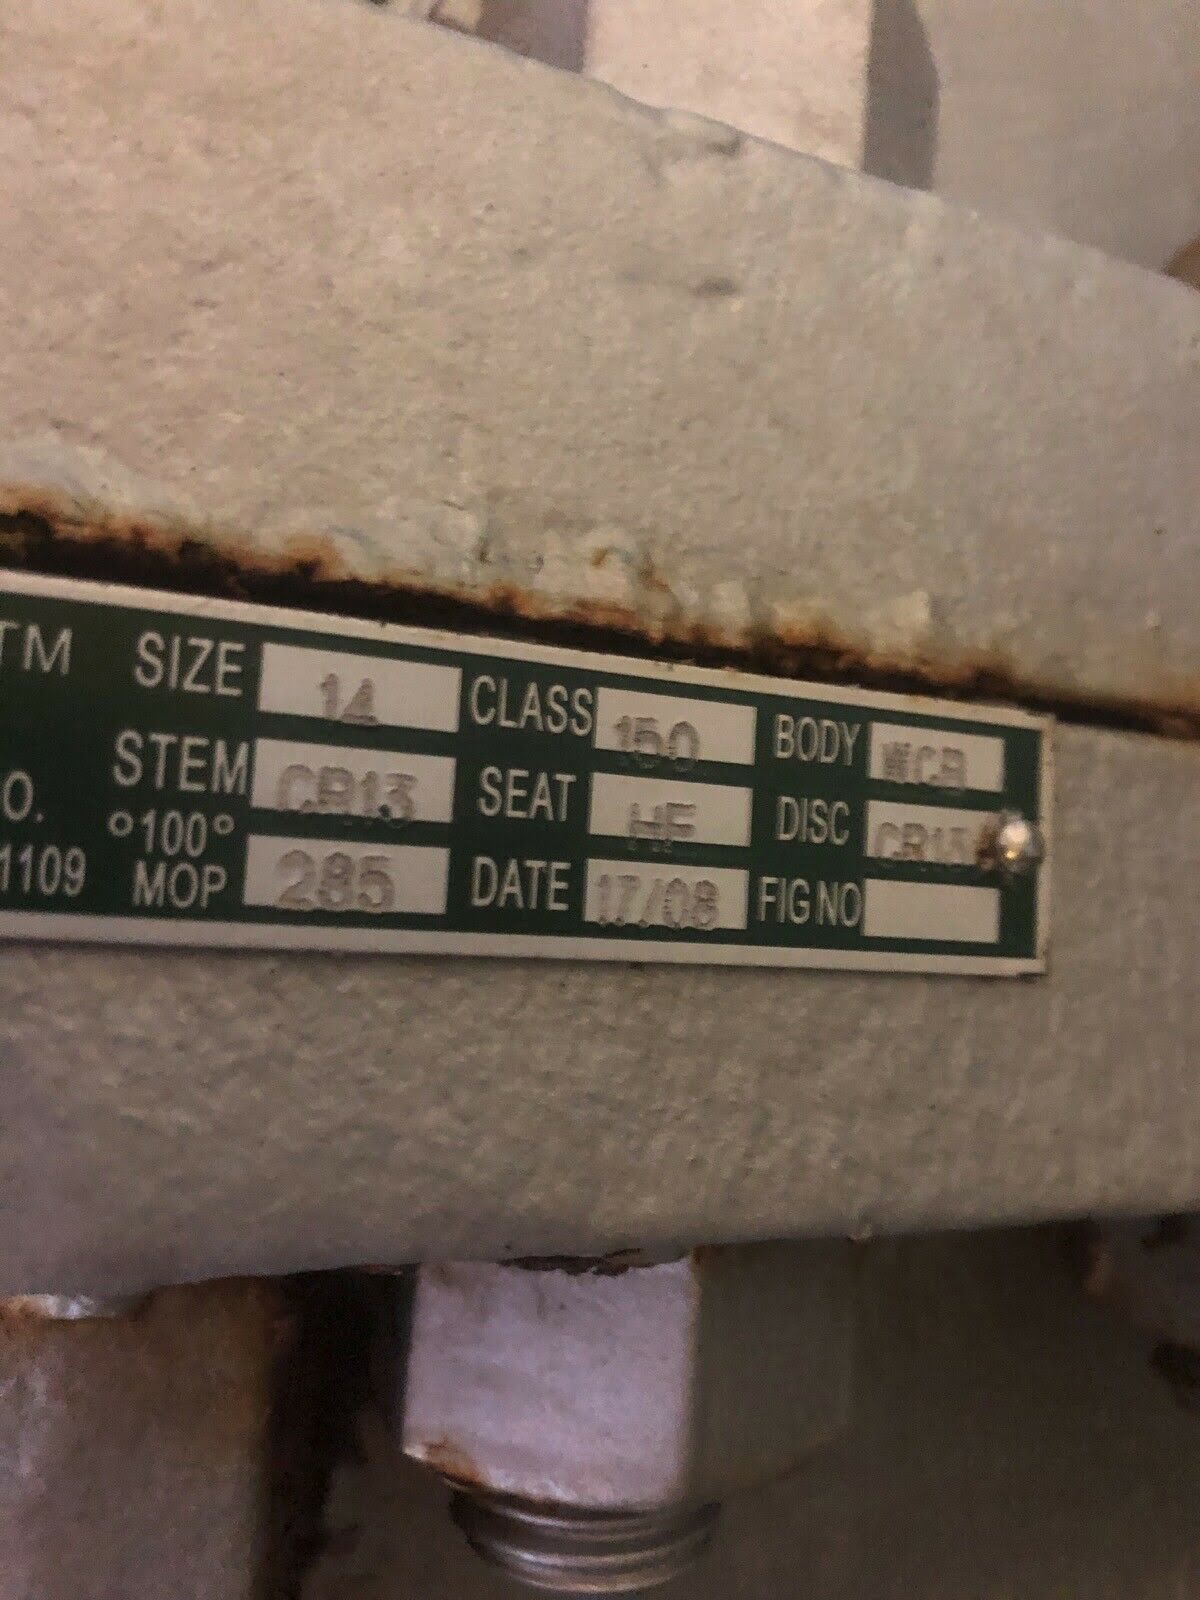 TM SIZE 14 CLASS 150 BODY WCB
STEM CR13 SEAT HF DISC CR13
O. °100°
1109 MOP 285 DATE 17/08 FIG NO